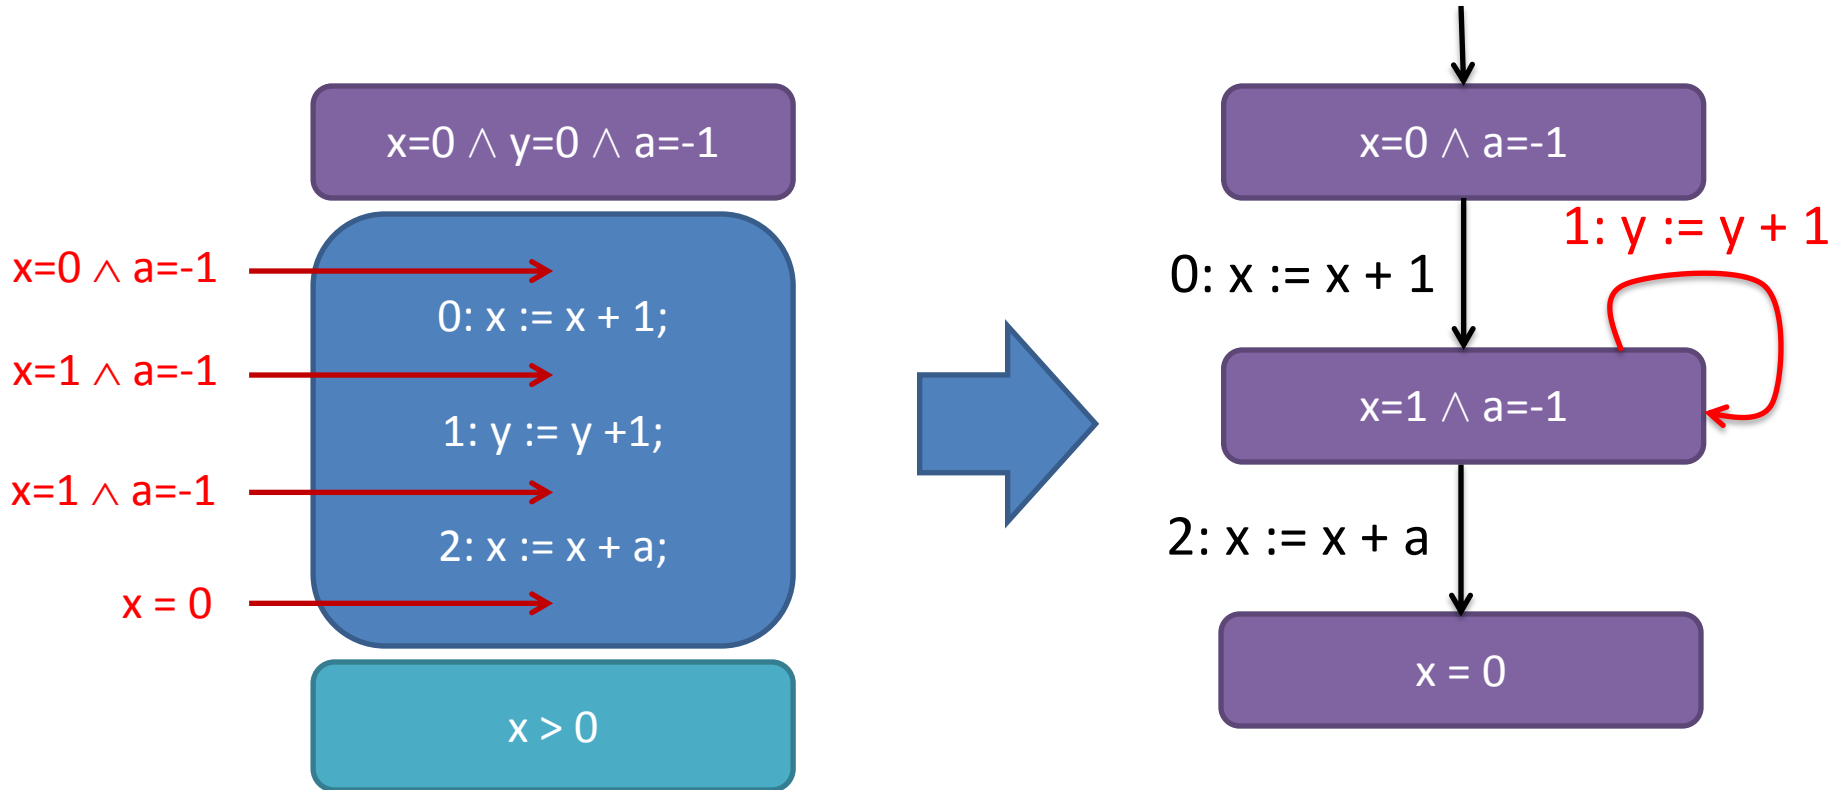 x=0 ∧ y=0 ∧ a=-1
x=0 ∧ a=-1
0: x := x + 1;
x=1 ∧ a=-1
1: y := y +1;
x=1 ∧ a=-1
2: x := x + a;
x = 0
x > 0
x=0 ∧ a=-1
1: y := y + 1
0: x := x + 1
x=1 ∧ a=-1
2: x := x + a
x = 0